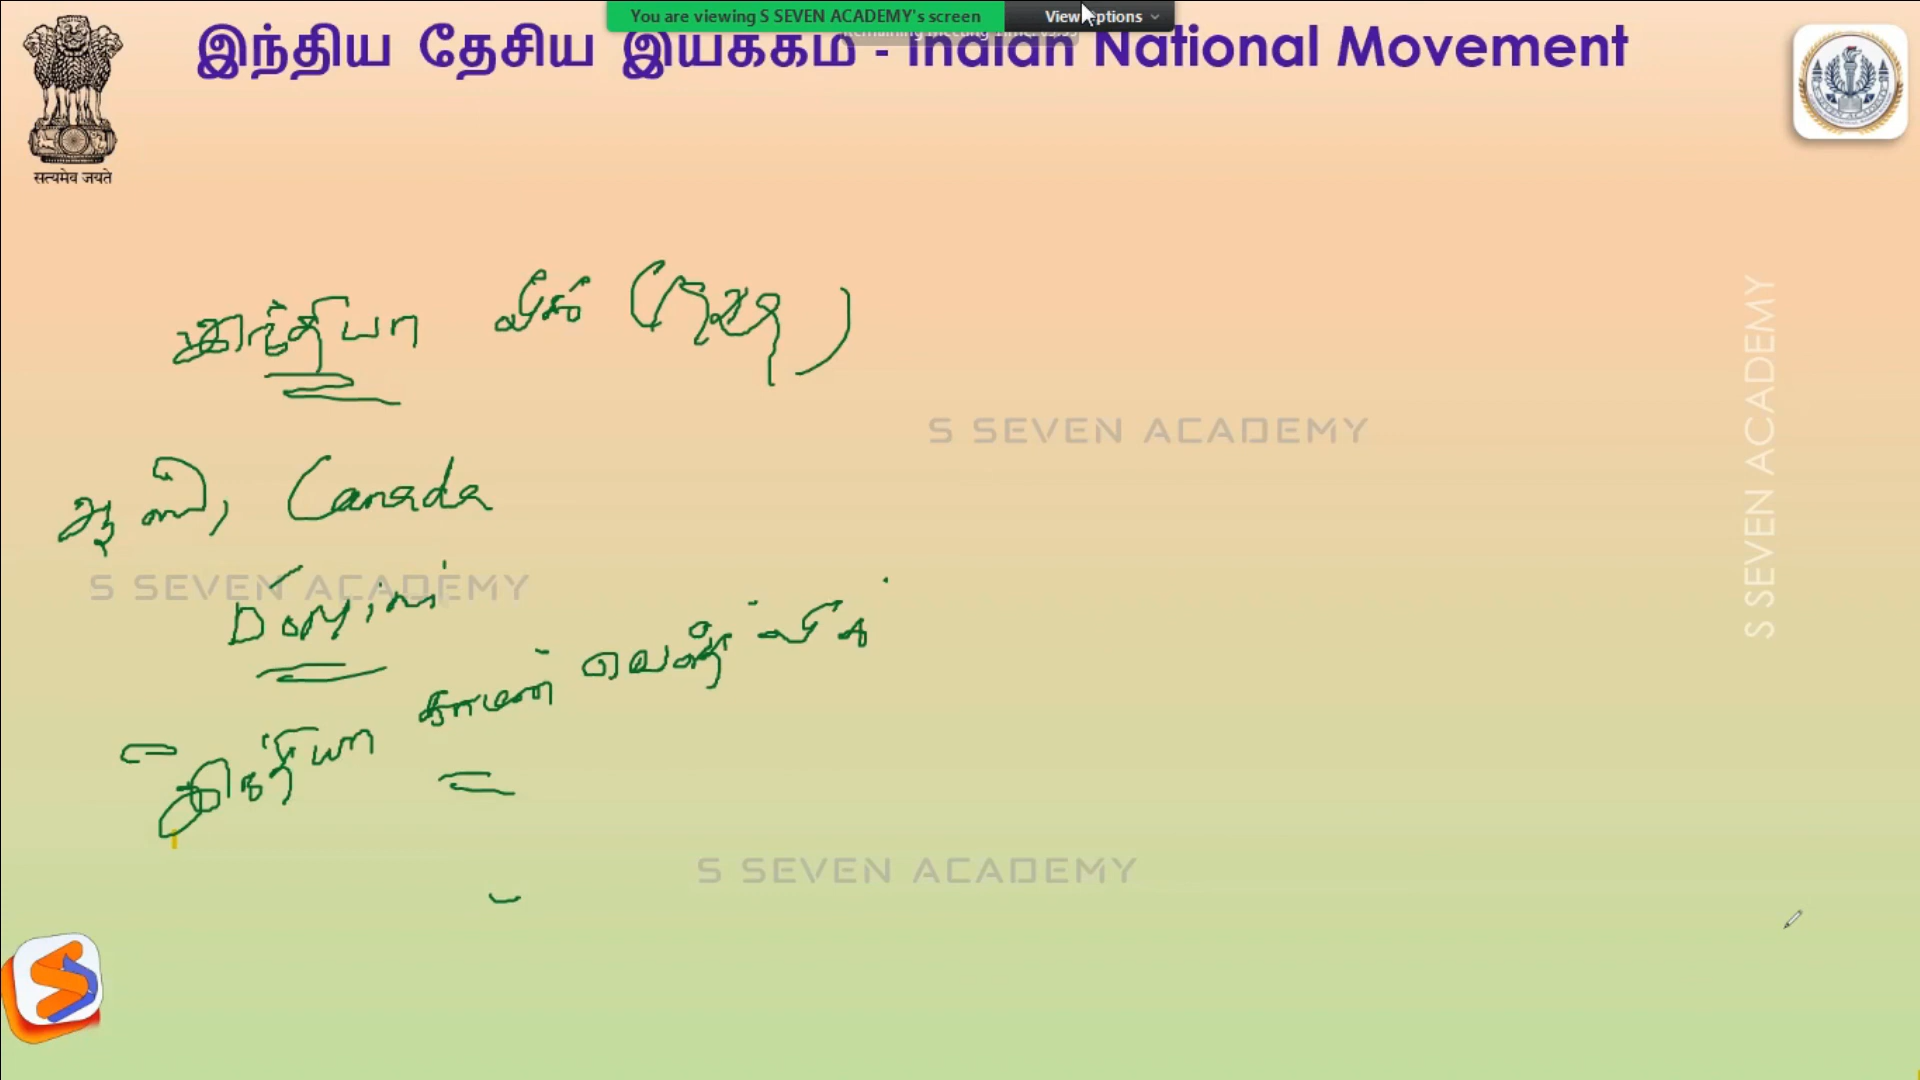 You are viewing S SEVEN ACADEMY's screen
View Options
இந்திய தேசிய இயக்கம் - Indian National Movement
सत्यमेव जयते
இந்தியா லீக்
S SEVEN ACADEMY
S SEVEN ACADEMY
Canada
S SEVEN ACADEMY
Domini
இந்தியா காமன் வெல்த் லீக்
S SEVEN ACADEMY